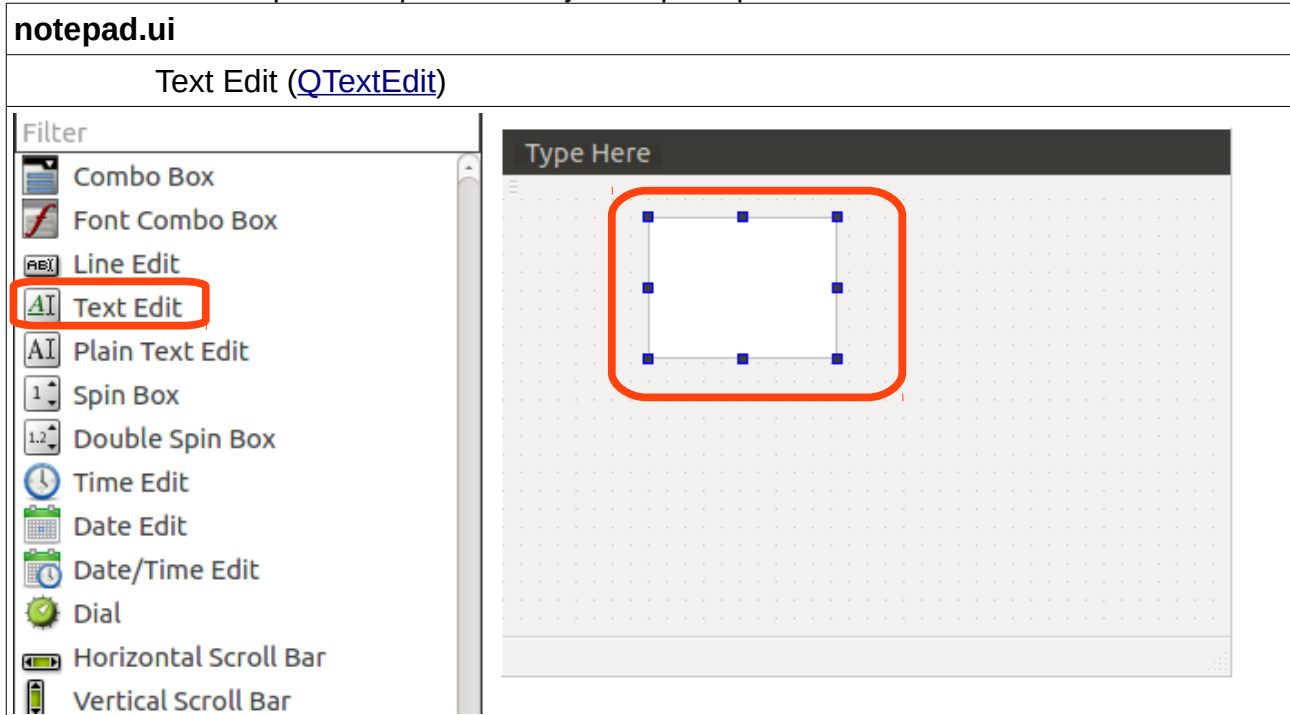 notepad.ui
Text Edit (QTextEdit)
Filter
Combo Box
Font Combo Box
Line Edit
Text Edit
Plain Text Edit
Spin Box
Double Spin Box
Time Edit
Date Edit
Date/Time Edit
Dial
Horizontal Scroll Bar
Vertical Scroll Bar
Type Here